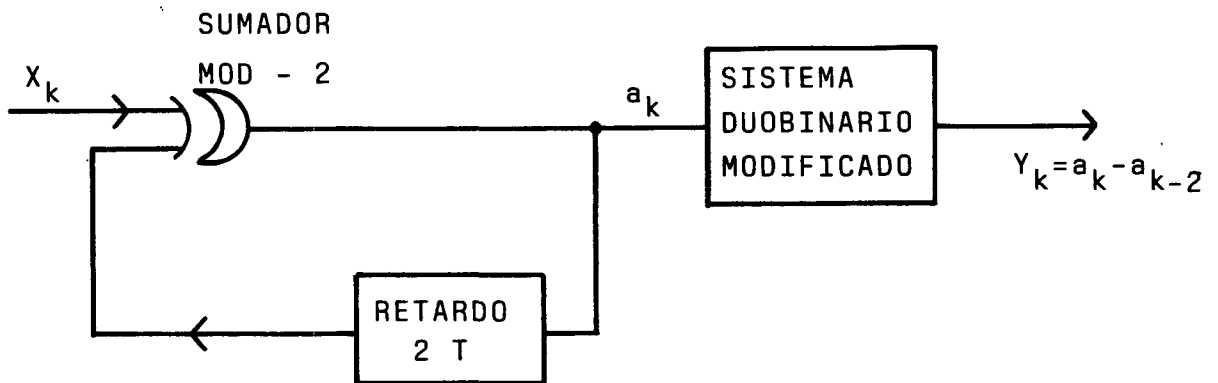 SUMADOR
MOD - 2
X_k
a_k
SISTEMA
DUOBINARIO
MODIFICADO
Y_k=a_k-a_k-2
RETARDO
2 T